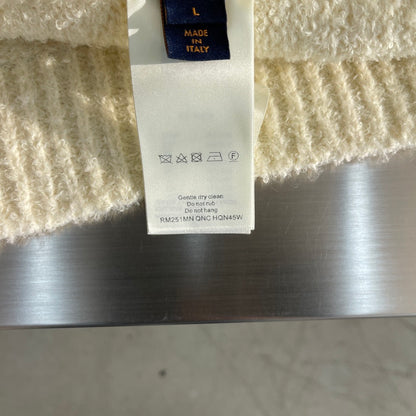 L
MADE
IN
ITALY
Gentle dry clean
Do not rub
Do not hang
RM251MN QNC HQN45W